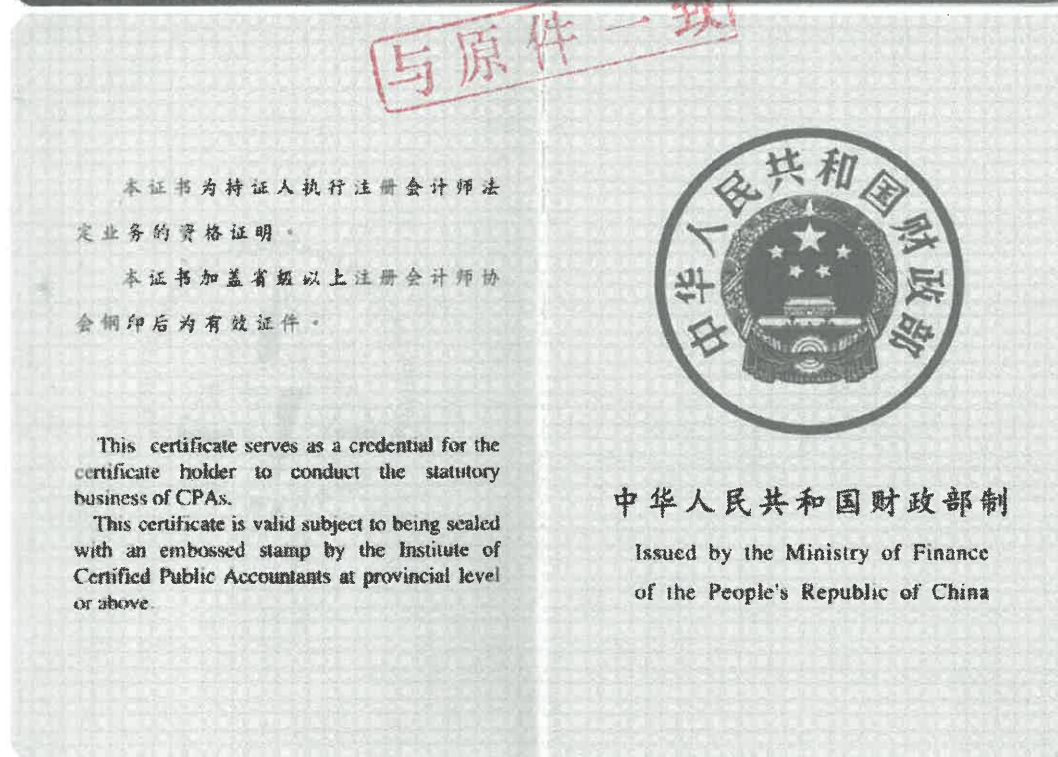 与原件一致
本证书为持证人执行注册会计师法
定业务的资格证明。
本证书加盖省级以上注册会计师协
会钢印后为有效证件。
This certificate serves as a credential for the
certificate holder to conduct the statutory
business of CPAs.
This certificate is valid subject to being sealed
with an embossed stamp by the Institute of
Certified Public Accountants at provincial level
or above.
中华人民共和国财政部
中华人民共和国财政部制
Issued by the Ministry of Finance
of the People's Republic of China